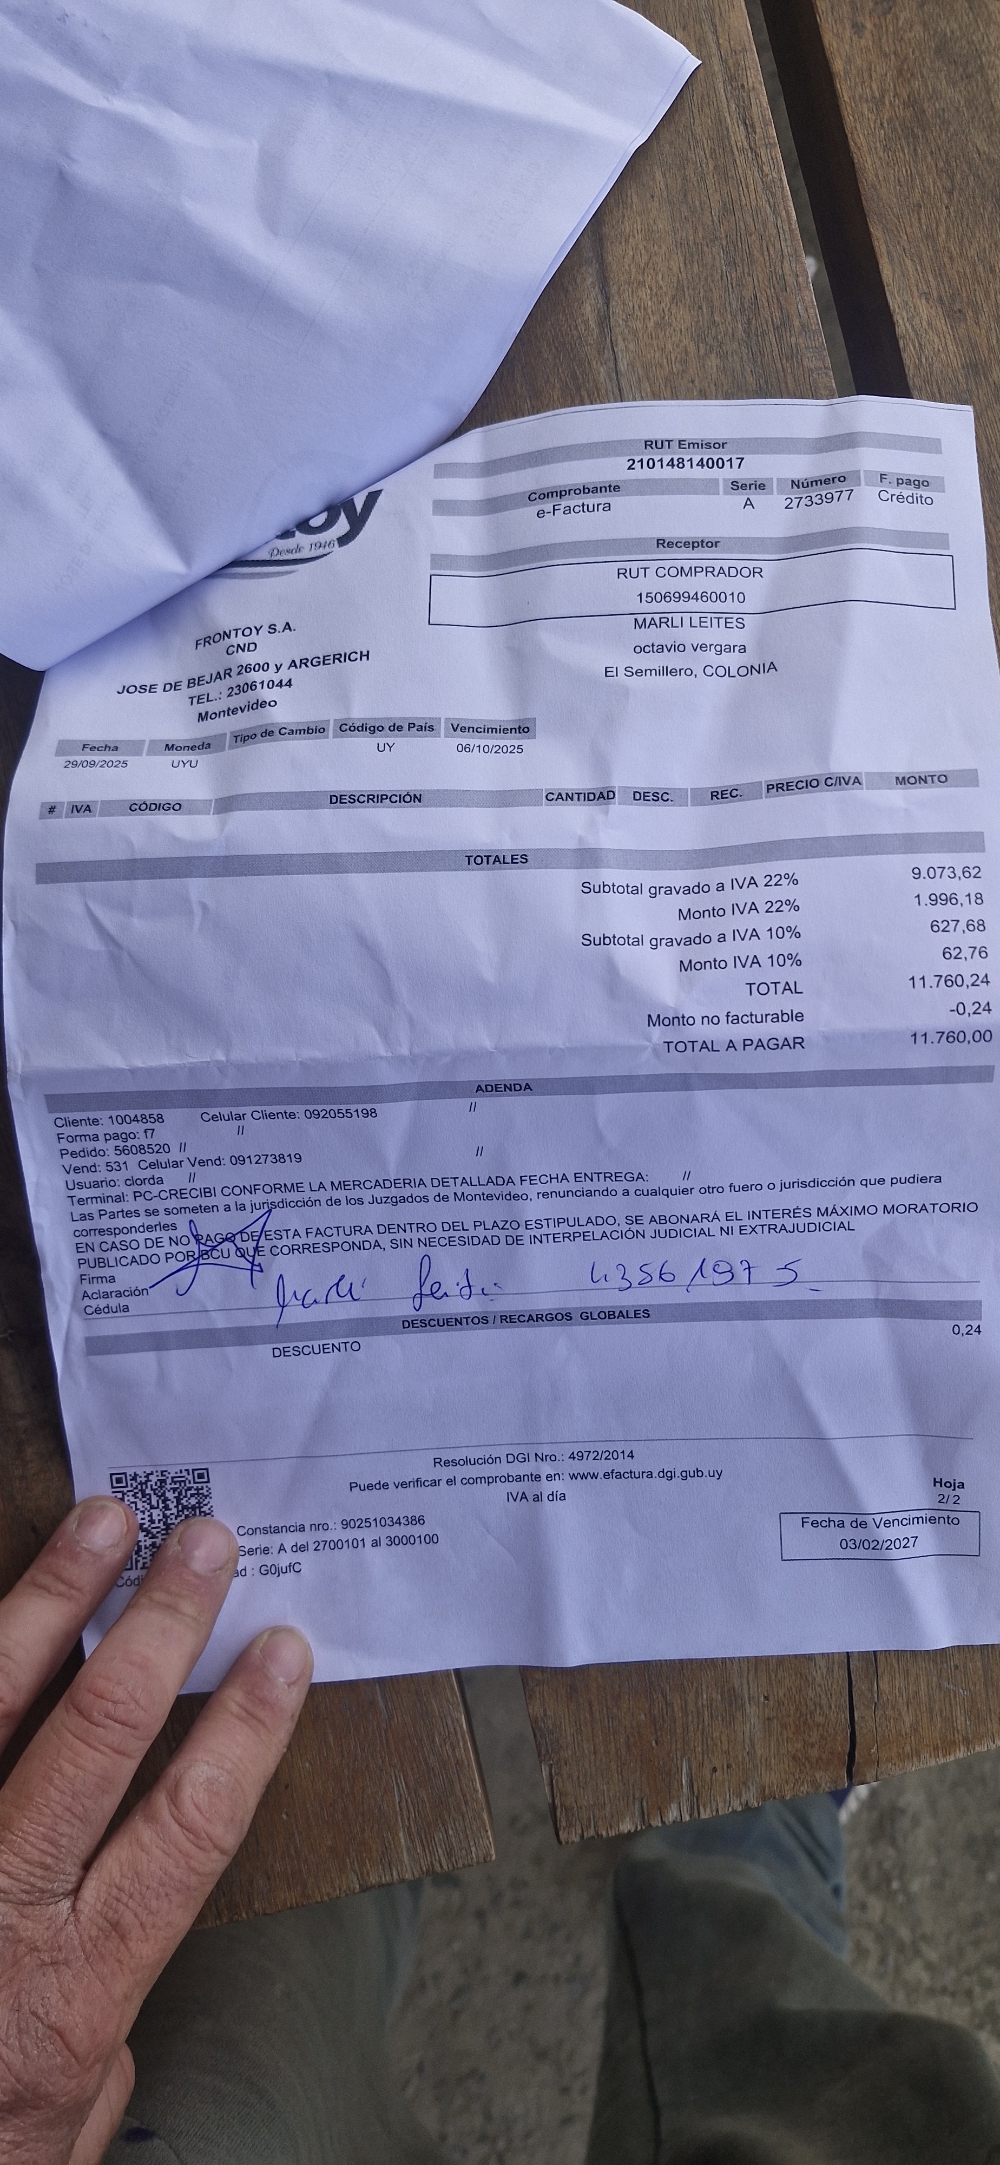 RUT Emisor
210148140017
Comprobante Serie Número F. pago
e-Factura A 2733977 Crédito
Receptor
RUT COMPRADOR
150699460010
MARLI LEITES
octavio vergara
El Semillero, COLONIA
Desde 1946
FRONTOY S.A.
CND
JOSE DE BEJAR 2600 y ARGERICH
TEL.: 23061044
Montevideo
Fecha Moneda Tipo de Cambio Código de País Vencimiento
29/09/2025 UYU UY 06/10/2025
# IVA CÓDIGO DESCRIPCIÓN CANTIDAD DESC. REC. PRECIO C/IVA MONTO
TOTALES
Subtotal gravado a IVA 22% 9.073,62
Monto IVA 22% 1.996,18
Subtotal gravado a IVA 10% 627,68
Monto IVA 10% 62,76
TOTAL 11.760,24
Monto no facturable -0,24
TOTAL A PAGAR 11.760,00
ADENDA
Cliente: 1004858 Celular Cliente: 092055198 //
Forma pago: f7 //
Pedido: 5608520 //
Vend: 531 Celular Vend: 091273819 //
Usuario: clorda //
Terminal: PC-CRECIBI CONFORME LA MERCADERIA DETALLADA FECHA ENTREGA: //
Las Partes se someten a la jurisdicción de los Juzgados de Montevideo, renunciando a cualquier otro fuero o jurisdicción que pudiera
corresponderles
EN CASO DE NO PAGO DE ESTA FACTURA DENTRO DEL PLAZO ESTIPULADO, SE ABONARÁ EL INTERÉS MÁXIMO MORATORIO
PUBLICADO POR BCU QUE CORRESPONDA, SIN NECESIDAD DE INTERPELACIÓN JUDICIAL NI EXTRAJUDICIAL
Firma
Aclaración Marli Leites 4356197 5
Cédula
DESCUENTOS / RECARGOS GLOBALES
DESCUENTO 0,24
Resolución DGI Nro.: 4972/2014
Puede verificar el comprobante en: www.efactura.dgi.gub.uy
IVA al día
Hoja
2/2
Constancia nro.: 90251034386
Serie: A del 2700101 al 3000100
ad : G0jufC
Fecha de Vencimiento
03/02/2027